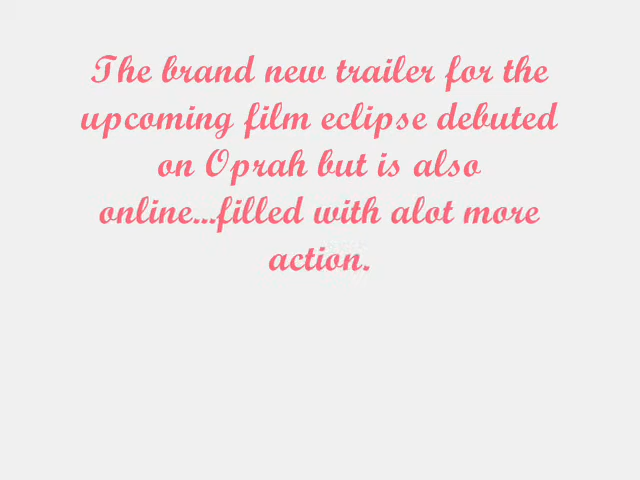 The brand new trailer for the
upcoming film eclipse debuted
on Oprah but is also
online...filled with alot more
action.